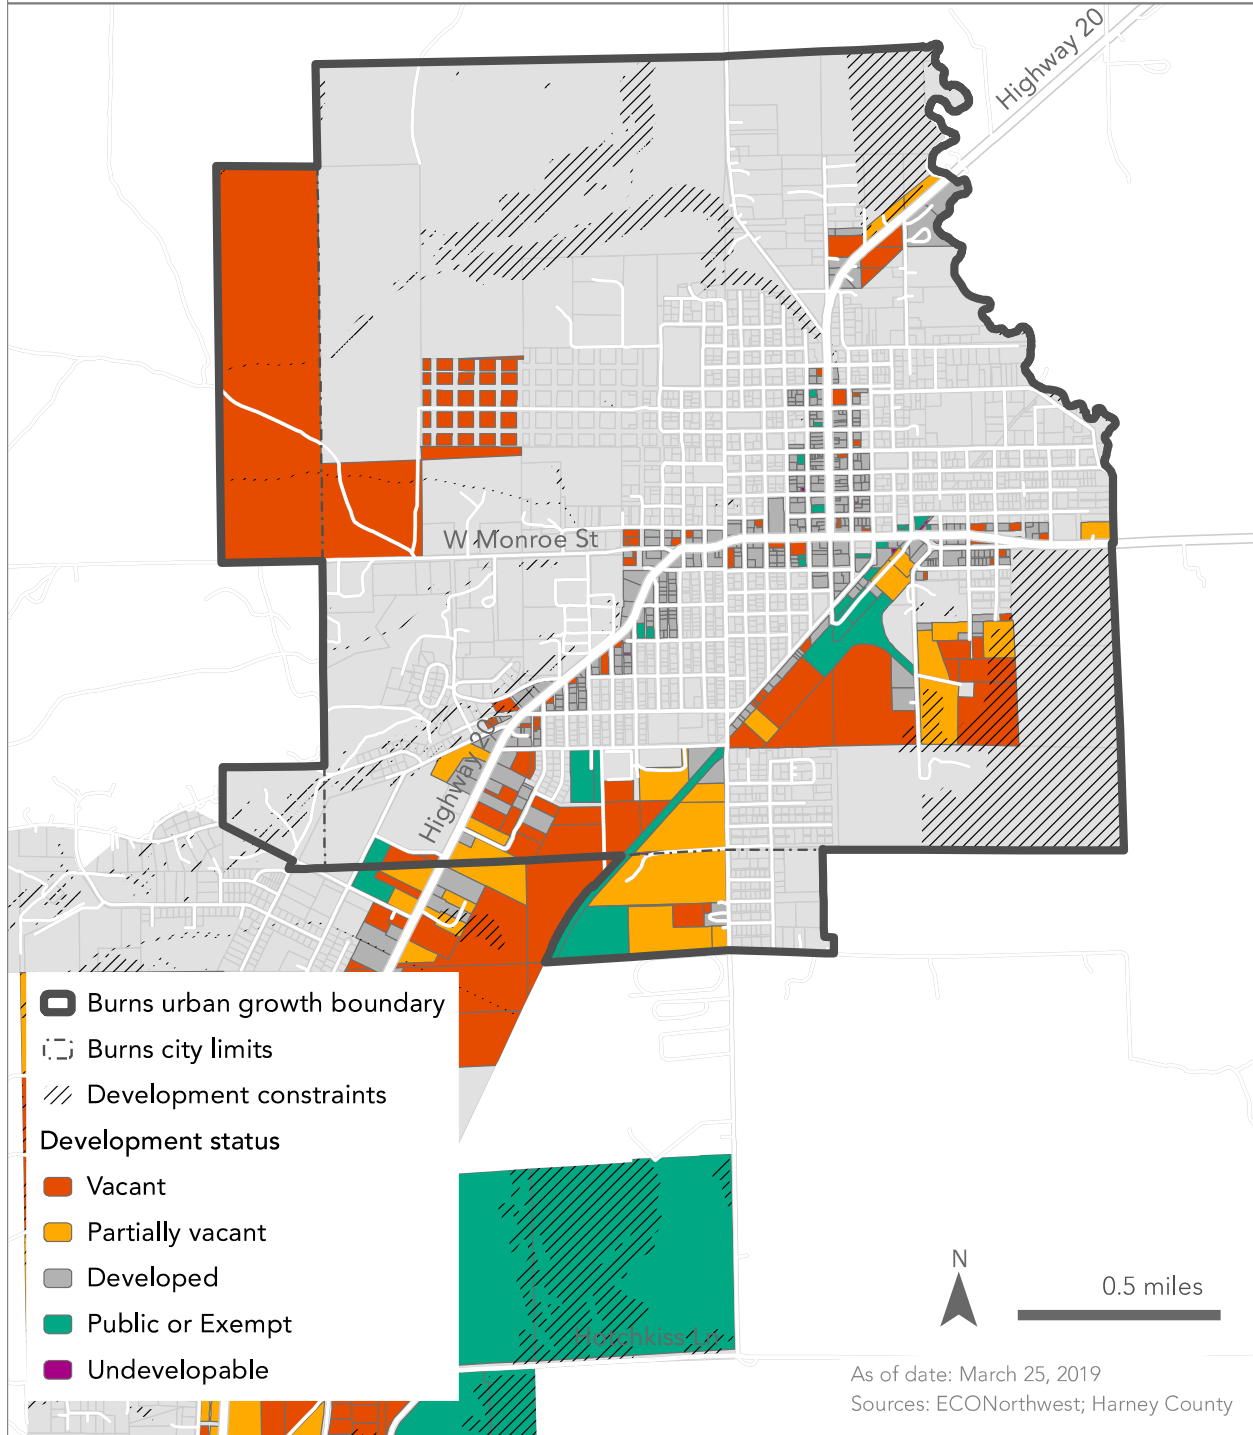 Highway 20
W Monroe St
Highway 20
Burns urban growth boundary
Burns city limits
Development constraints
Development status
Vacant
Partially vacant
Developed
Public or Exempt
Undevelopable
N
0.5 miles
Hotchkiss Ln
As of date: March 25, 2019
Sources: ECONorthwest; Harney County